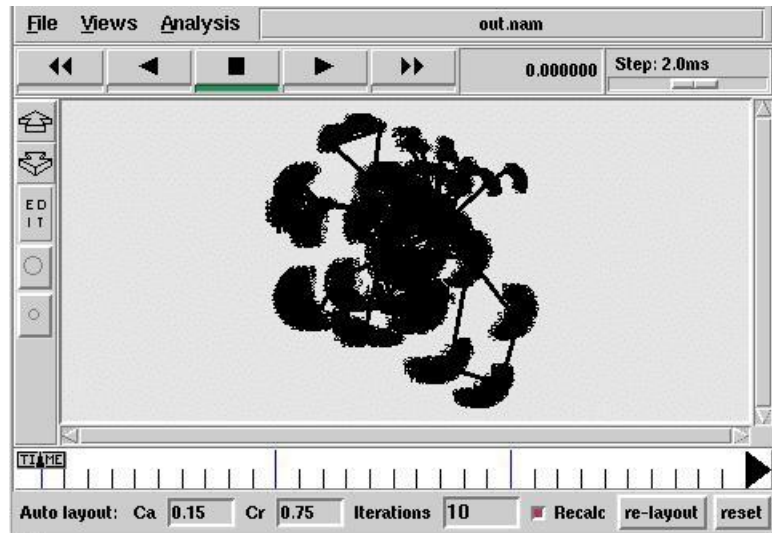 File Views Analysis out.nam
0.000000 Step: 2.0ms
E D
I T
TIME
Auto layout: Ca 0.15 Cr 0.75 Iterations 10 Recalc re-layout reset